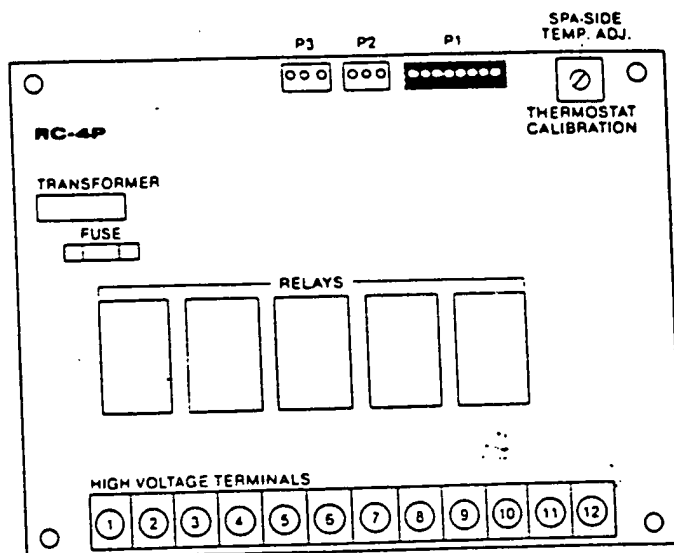 SPA-SIDE
TEMP. ADJ.
P3 P2 P1
THERMOSTAT
CALIBRATION
RC-4P
TRANSFORMER
FUSE
RELAYS
HIGH VOLTAGE TERMINALS
1 2 3 4 5 6 7 8 9 10 11 12